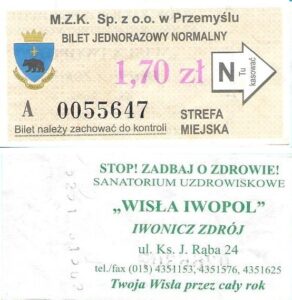 M.Z.K. Sp. z o.o. w Przemyślu
BILET JEDNORAZOWY NORMALNY
1,70 zł
N
Tu kasować
A 0055647
STREFA
MIEJSKA
Bilet należy zachować do kontroli
STOP! ZADBAJ O ZDROWIE!
SANATORIUM UZDROWISKOWE
„WISŁA IWOPOL”
IWONICZ ZDRÓJ
ul. Ks. J. Rąba 24
tel./fax (013) 4351153, 4351576, 4351625
Twoja Wisła przez cały rok